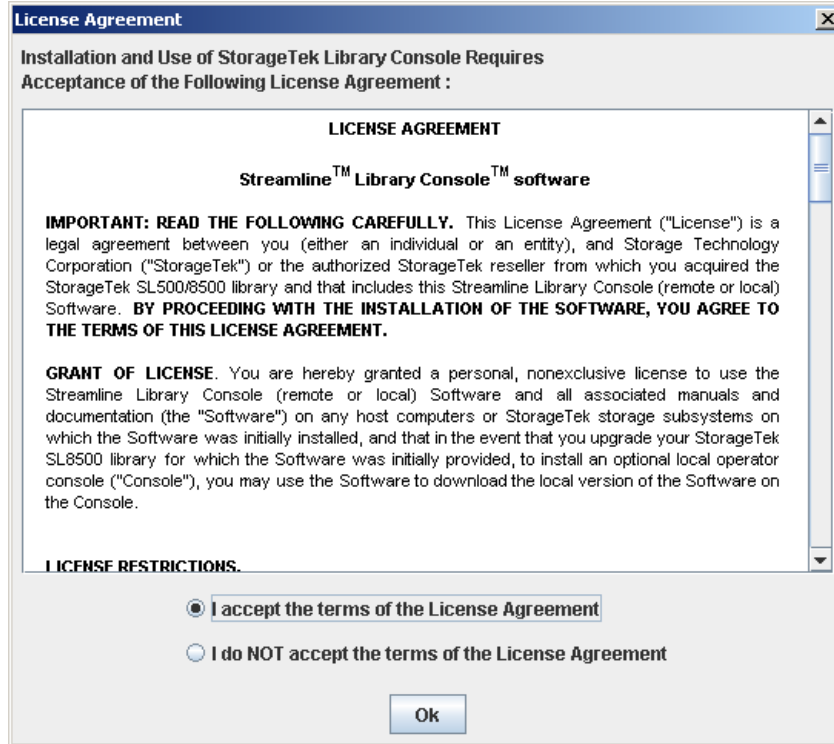 License Agreement
Installation and Use of StorageTek Library Console Requires
Acceptance of the Following License Agreement :
LICENSE AGREEMENT
Streamline™ Library Console™ software
IMPORTANT: READ THE FOLLOWING CAREFULLY. This License Agreement ("License") is a
legal agreement between you (either an individual or an entity), and Storage Technology
Corporation ("StorageTek") or the authorized StorageTek reseller from which you acquired the
StorageTek SL500/8500 library and that includes this Streamline Library Console (remote or local)
Software. BY PROCEEDING WITH THE INSTALLATION OF THE SOFTWARE, YOU AGREE TO
THE TERMS OF THIS LICENSE AGREEMENT.
GRANT OF LICENSE. You are hereby granted a personal, nonexclusive license to use the
Streamline Library Console (remote or local) Software and all associated manuals and
documentation (the "Software") on any host computers or StorageTek storage subsystems on
which the Software was initially installed, and that in the event that you upgrade your StorageTek
SL8500 library for which the Software was initially provided, to install an optional local operator
console ("Console"), you may use the Software to download the local version of the Software on
the Console.
LICENSE RESTRICTIONS.
I accept the terms of the License Agreement
I do NOT accept the terms of the License Agreement
Ok